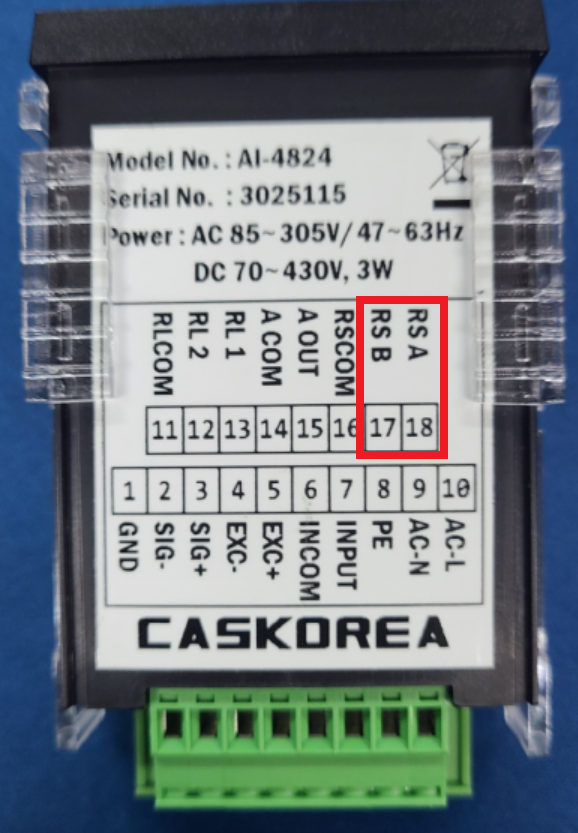 Model No. : AI-4824
Serial No. : 3025115
Power : AC 85~305V/ 47~63Hz
DC 70~430V, 3W
RLCOM RL 2 RL 1 A COM A OUT RSCOM RS B RS A
11 12 13 14 15 16 17 18
1 2 3 4 5 6 7 8 9 10
GND SIG- SIG+ EXC- EXC+ INCOM INPUT PE AC-N AC-L
CASKOREA